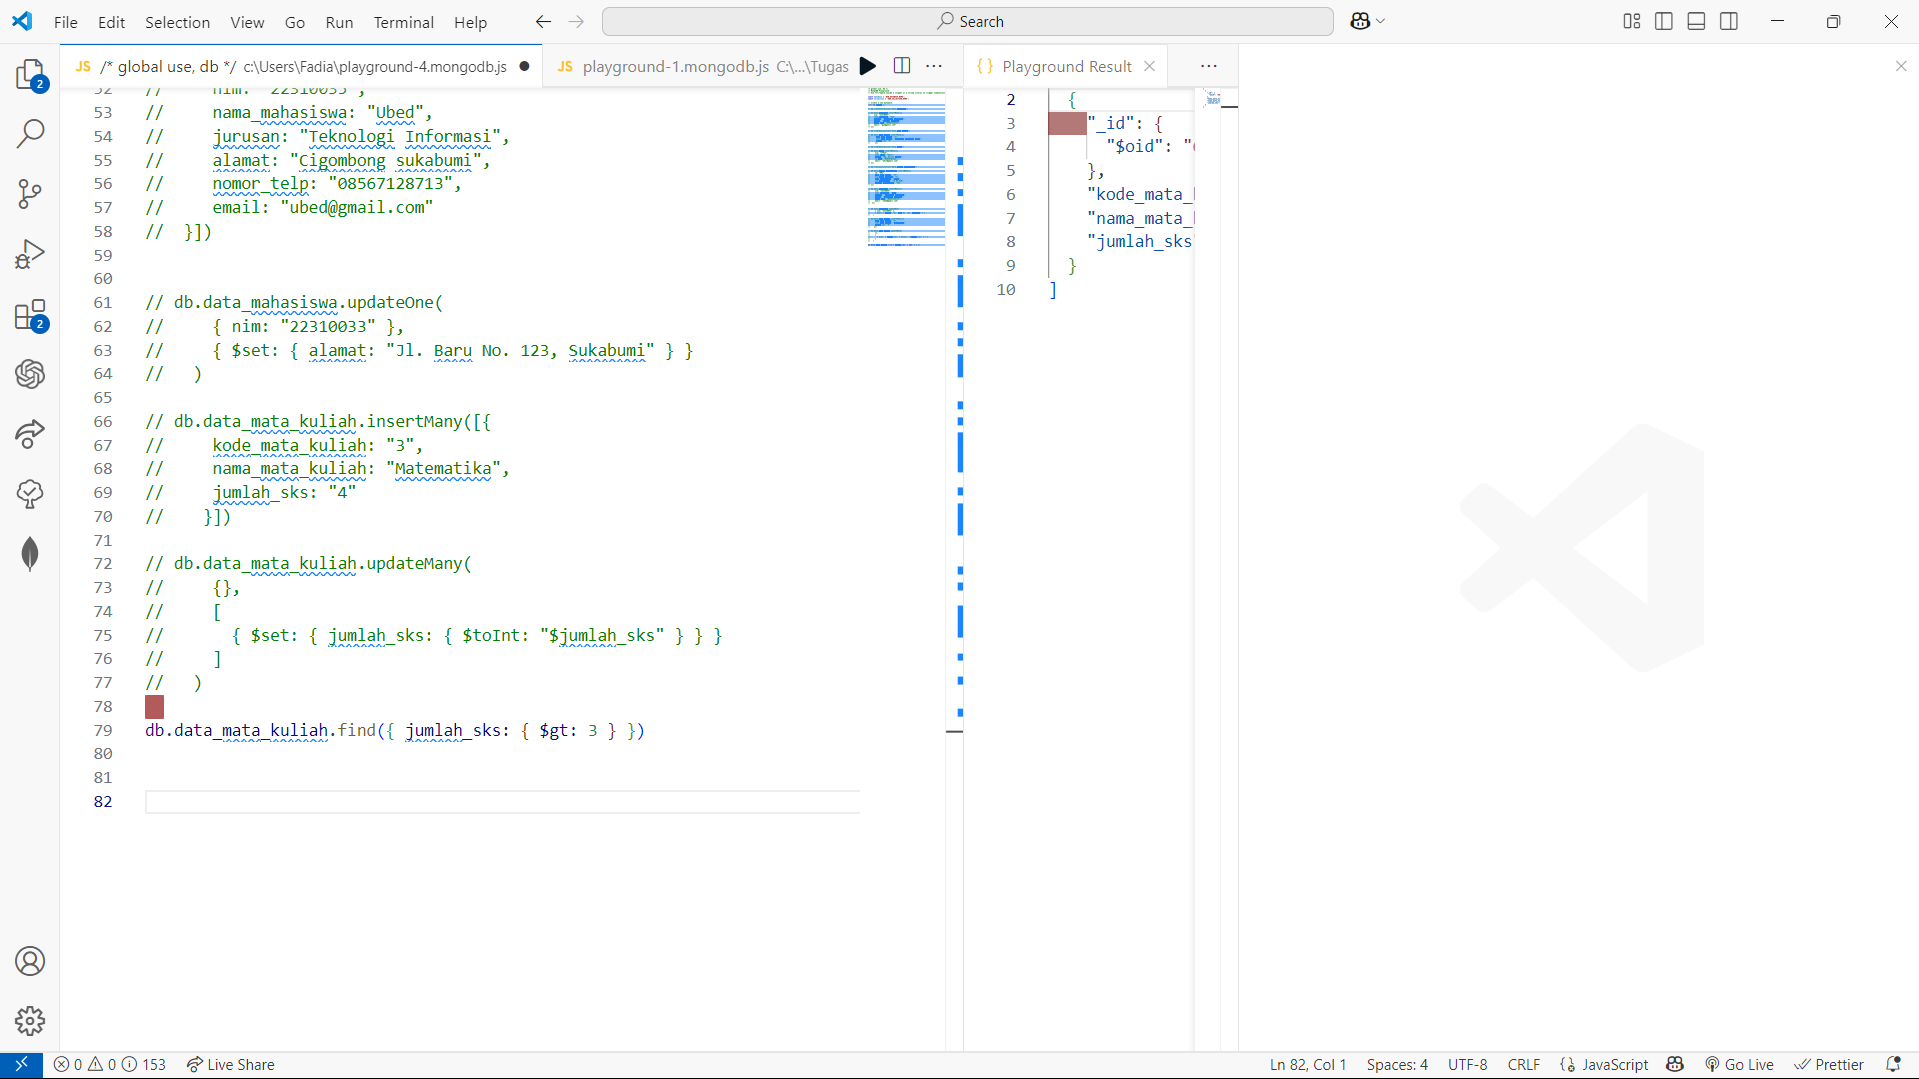 File Edit Selection View Go Run Terminal Help
Search
/* global use, db */ c:\Users\Fadia\playground-4.mongodb.js
playground-1.mongodb.js C:\...\Tugas
Playground Result
52 // nim: "22310035",
53 // nama_mahasiswa: "Ubed",
54 // jurusan: "Teknologi Informasi",
55 // alamat: "Cigombong sukabumi",
56 // nomor_telp: "08567128713",
57 // email: "ubed@gmail.com"
58 // }])
59
60
61 // db.data_mahasiswa.updateOne(
62 // { nim: "22310033" },
63 // { $set: { alamat: "Jl. Baru No. 123, Sukabumi" } }
64 // )
65
66 // db.data_mata_kuliah.insertMany([{
67 // kode_mata_kuliah: "3",
68 // nama_mata_kuliah: "Matematika",
69 // jumlah_sks: "4"
70 // }])
71
72 // db.data_mata_kuliah.updateMany(
73 // {},
74 // [
75 // { $set: { jumlah_sks: { $toInt: "$jumlah_sks" } } }
76 // ]
77 // )
78
79 db.data_mata_kuliah.find({ jumlah_sks: { $gt: 3 } })
80
81
82
2 {
3 "_id": {
4 "$oid": "
5 },
6 "kode_mata_
7 "nama_mata_
8 "jumlah_sks"
9 }
10 ]
2
2
0 0 153 Live Share
Ln 82, Col 1 Spaces: 4 UTF-8 CRLF JavaScript Go Live Prettier